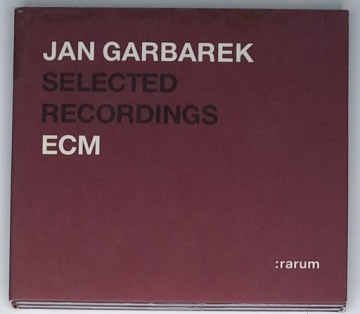 JAN GARBAREK
SELECTED
RECORDINGS
ECM
:rarum